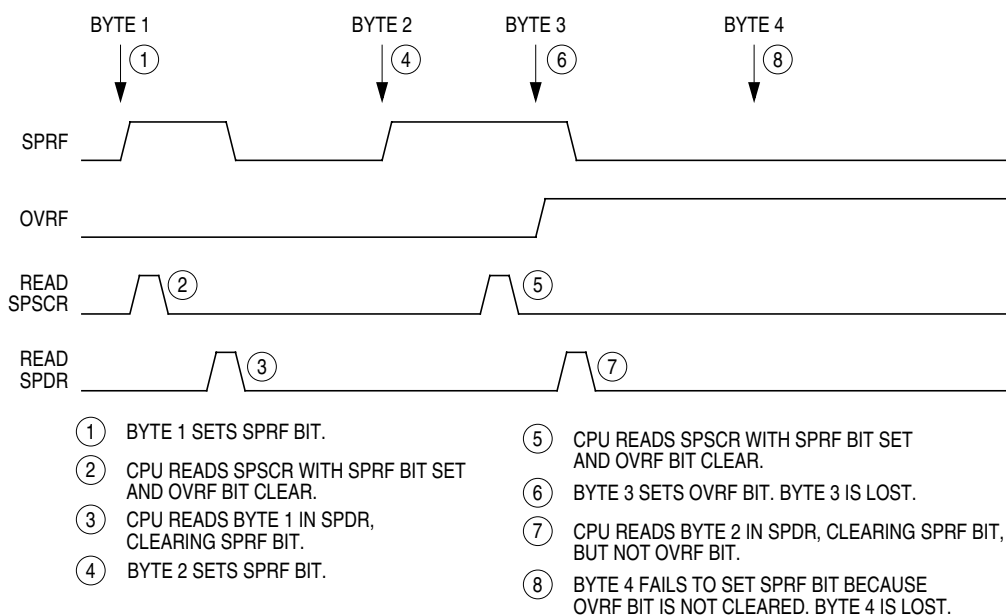 BYTE 1 BYTE 2 BYTE 3 BYTE 4
1 4 6 8
SPRF
OVRF
READ
SPSCR
2 5
READ
SPDR
3 7
1 BYTE 1 SETS SPRF BIT.
2 CPU READS SPSCR WITH SPRF BIT SET
AND OVRF BIT CLEAR.
3 CPU READS BYTE 1 IN SPDR,
CLEARING SPRF BIT.
4 BYTE 2 SETS SPRF BIT.
5 CPU READS SPSCR WITH SPRF BIT SET
AND OVRF BIT CLEAR.
6 BYTE 3 SETS OVRF BIT. BYTE 3 IS LOST.
7 CPU READS BYTE 2 IN SPDR, CLEARING SPRF BIT,
BUT NOT OVRF BIT.
8 BYTE 4 FAILS TO SET SPRF BIT BECAUSE
OVRF BIT IS NOT CLEARED. BYTE 4 IS LOST.